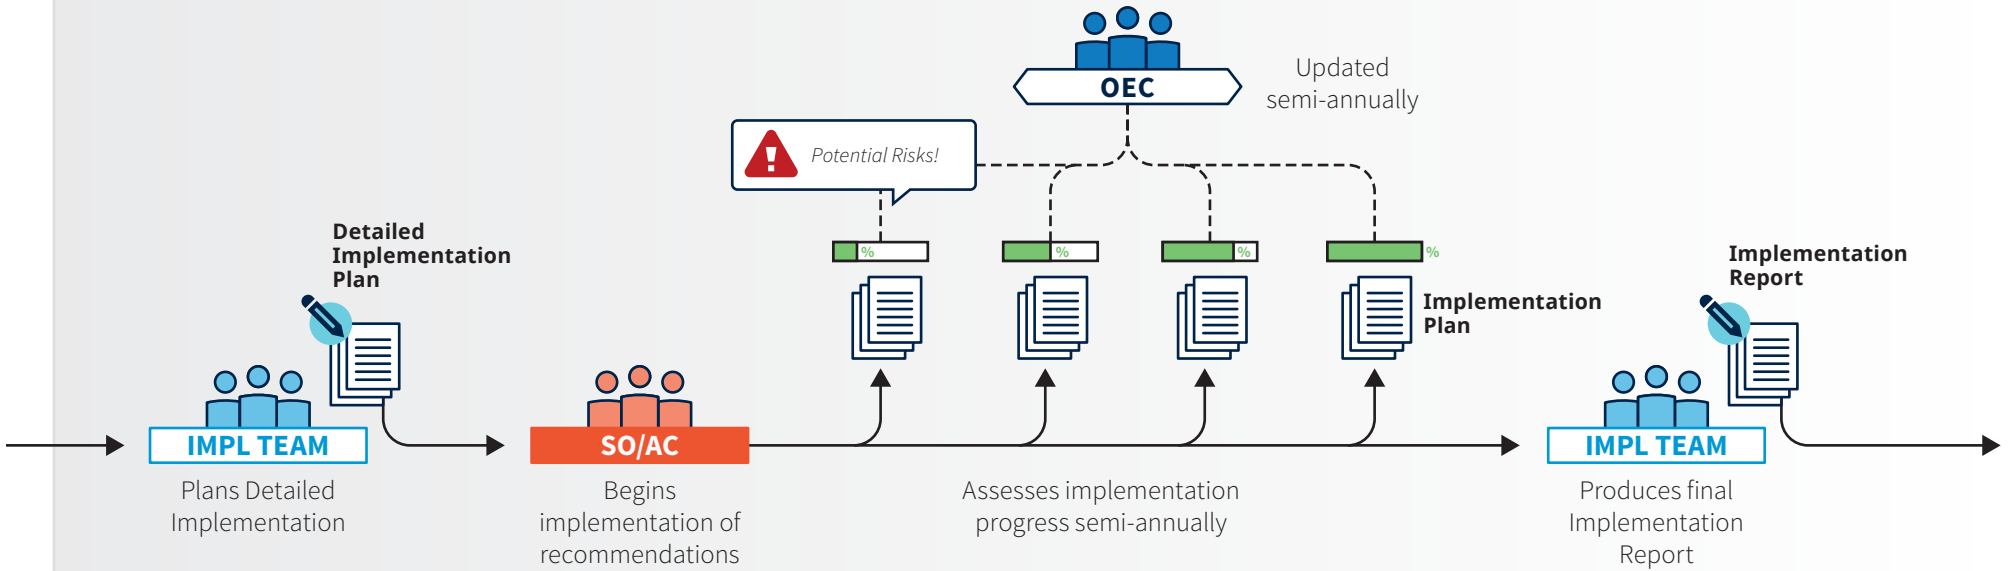 OEC
Updated
semi-annually
Potential Risks!
Detailed
Implementation
Plan
%
%
%
%
Implementation
Plan
Implementation
Report
IMPL TEAM
Plans Detailed
Implementation
SO/AC
Begins
implementation of
recommendations
Assesses implementation
progress semi-annually
IMPL TEAM
Produces final
Implementation
Report